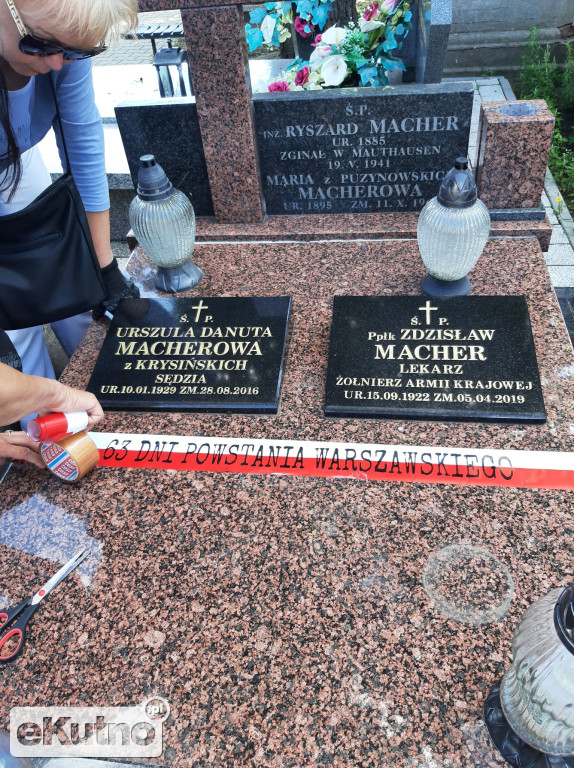 Ś.P.
INŻ. RYSZARD MACHER
UR. 1885
ZGINĄŁ W MAUTHAUSEN
19.V.1941
MARIA z PUZYNOWSKICH
MACHEROWA
UR. 1895 ZM. 11.X.
Ś. P.
URSZULA DANUTA
MACHEROWA
z KRYSIŃSKICH
SĘDZIA
UR.10.01.1929 ZM.28.08.2016
Ś. P.
Ppłk ZDZISŁAW
MACHER
LEKARZ
ŻOŁNIERZ ARMII KRAJOWEJ
UR.15.09.1922 ZM.05.04.2019
63 DNI POWSTANIA WARSZAWSKIEGO
eKutno.pl